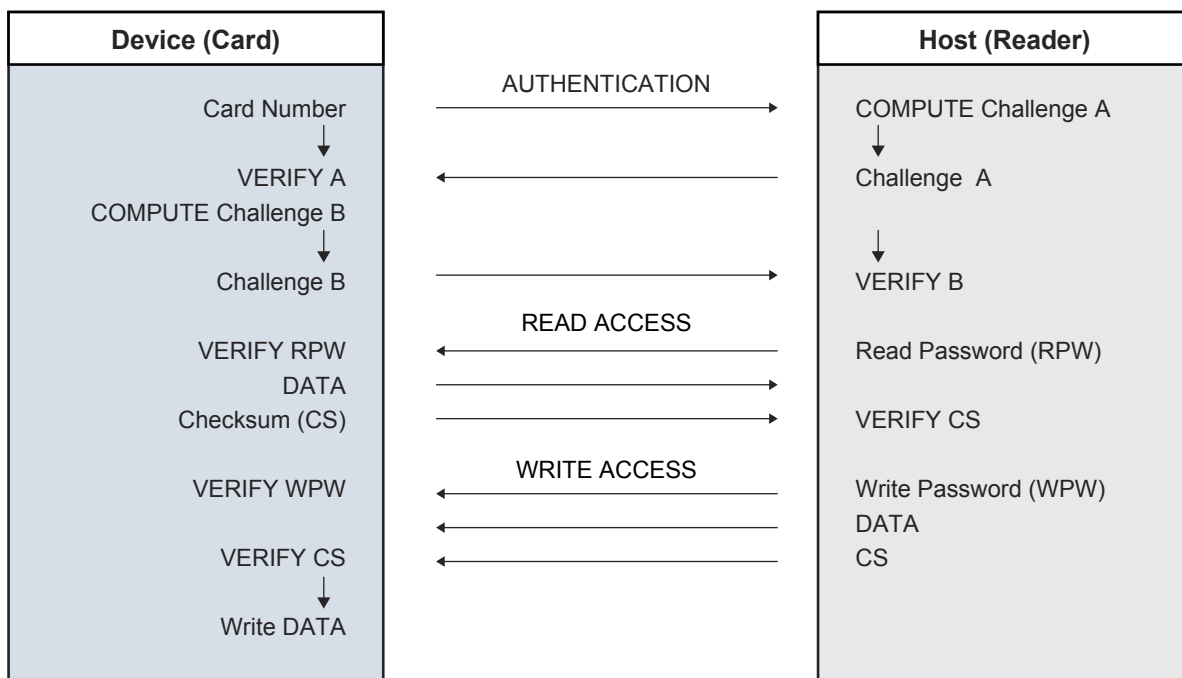 Device (Card)
Host (Reader)
AUTHENTICATION
Card Number
COMPUTE Challenge A
VERIFY A
Challenge A
COMPUTE Challenge B
Challenge B
VERIFY B
READ ACCESS
VERIFY RPW
Read Password (RPW)
DATA
Checksum (CS)
VERIFY CS
WRITE ACCESS
VERIFY WPW
Write Password (WPW)
DATA
VERIFY CS
CS
Write DATA